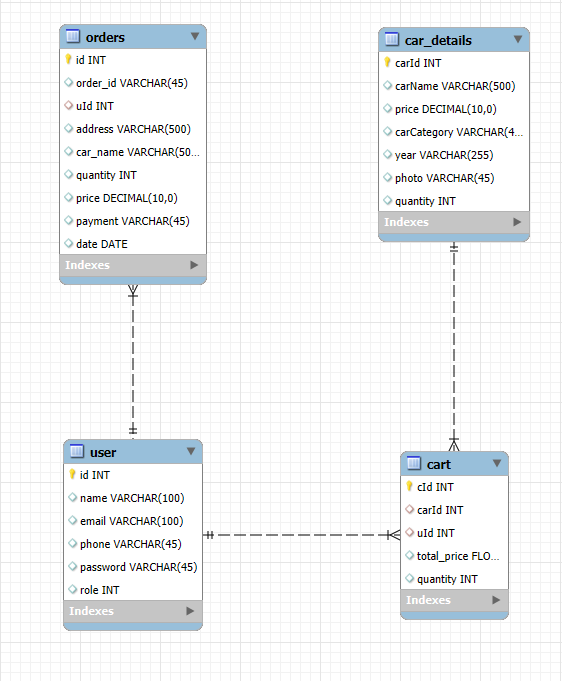 orders
id INT
order_id VARCHAR(45)
uId INT
address VARCHAR(500)
car_name VARCHAR(50...
quantity INT
price DECIMAL(10,0)
payment VARCHAR(45)
date DATE
Indexes
car_details
carId INT
carName VARCHAR(500)
price DECIMAL(10,0)
carCategory VARCHAR(4...
year VARCHAR(255)
photo VARCHAR(45)
quantity INT
Indexes
user
id INT
name VARCHAR(100)
email VARCHAR(100)
phone VARCHAR(45)
password VARCHAR(45)
role INT
Indexes
cart
cId INT
carId INT
uId INT
total_price FLO...
quantity INT
Indexes